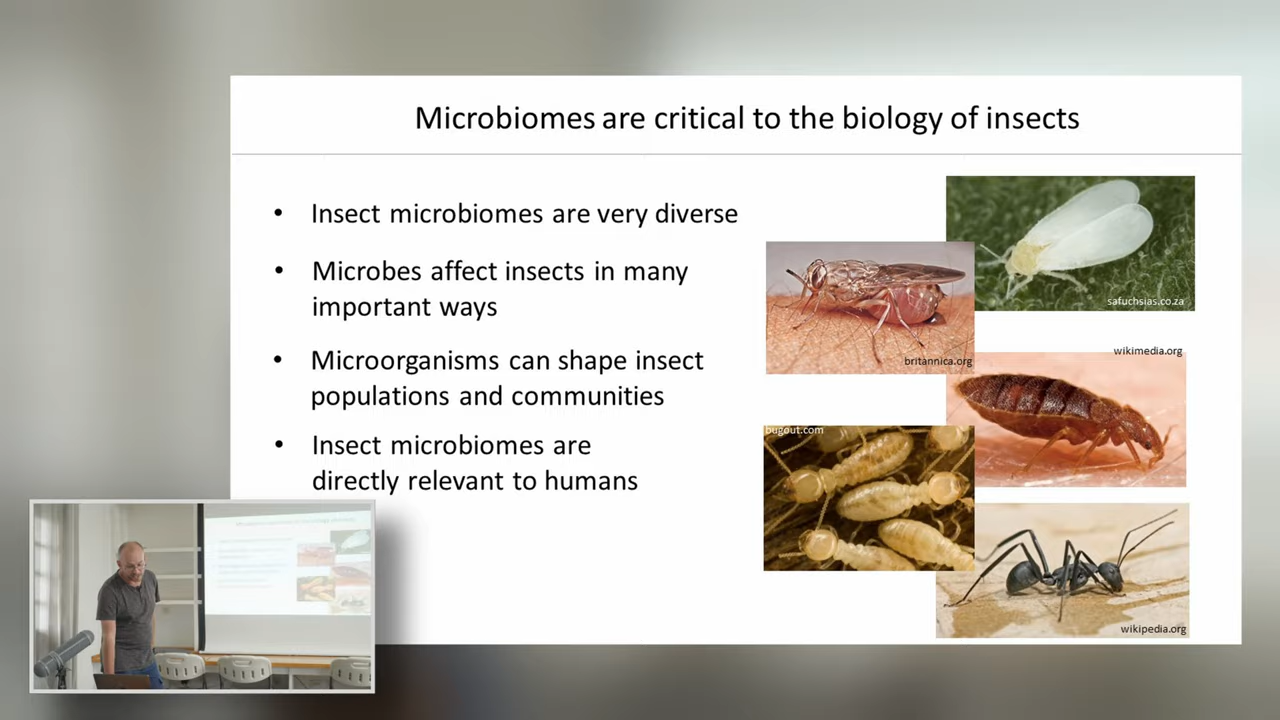 Microbiomes are critical to the biology of insects
• Insect microbiomes are very diverse
• Microbes affect insects in many
important ways
• Microorganisms can shape insect
populations and communities
• Insect microbiomes are
directly relevant to humans
safuchsias.co.za
britannica.org
wikimedia.org
bugout.com
wikipedia.org